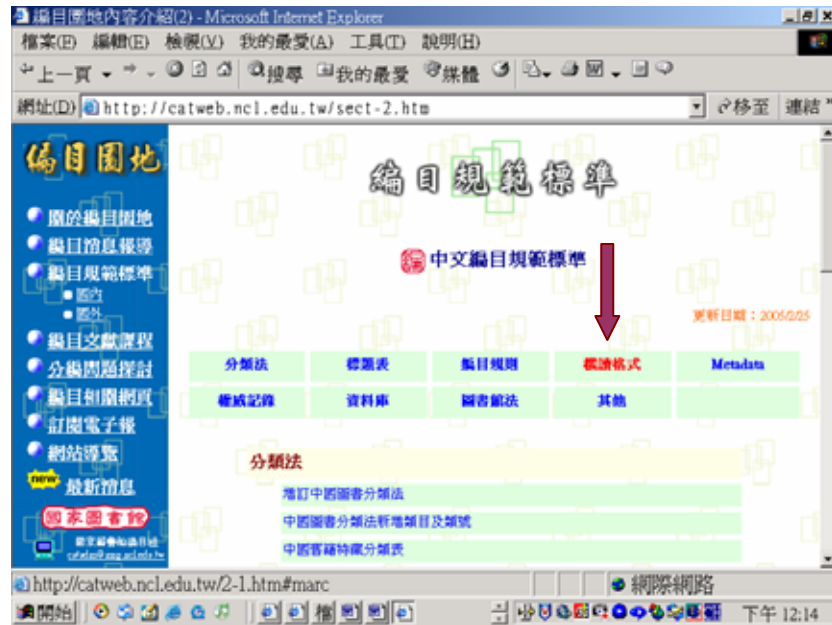 編目園地內容介紹(2) - Microsoft Internet Explorer
檔案(F) 編輯(E) 檢視(V) 我的最愛(A) 工具(T) 說明(H)
上一頁 搜尋 我的最愛 媒體
網址(D) http://catweb.ncl.edu.tw/sect-2.htm 移至 連結 »
編目園地
編目規範標準
關於編目園地
編目消息報導
編目規範標準
國內
國外
編目文獻課程
分編問題探討
編目相關網頁
訂閱電子報
網站導覽
new 最新消息
國家圖書館
編 中文編目規範標準
更新日期：2005/2/25
分類法 標題表 編目規則 機讀格式 Metadata
權威記錄 資料庫 圖書館法 其他
分類法
增訂中國圖書分類法
中國圖書分類法新增類目及類號
中國舊籍特藏分類表
http://catweb.ncl.edu.tw/2-1.htm#marc 網際網路
開始 檔 下午 12:14